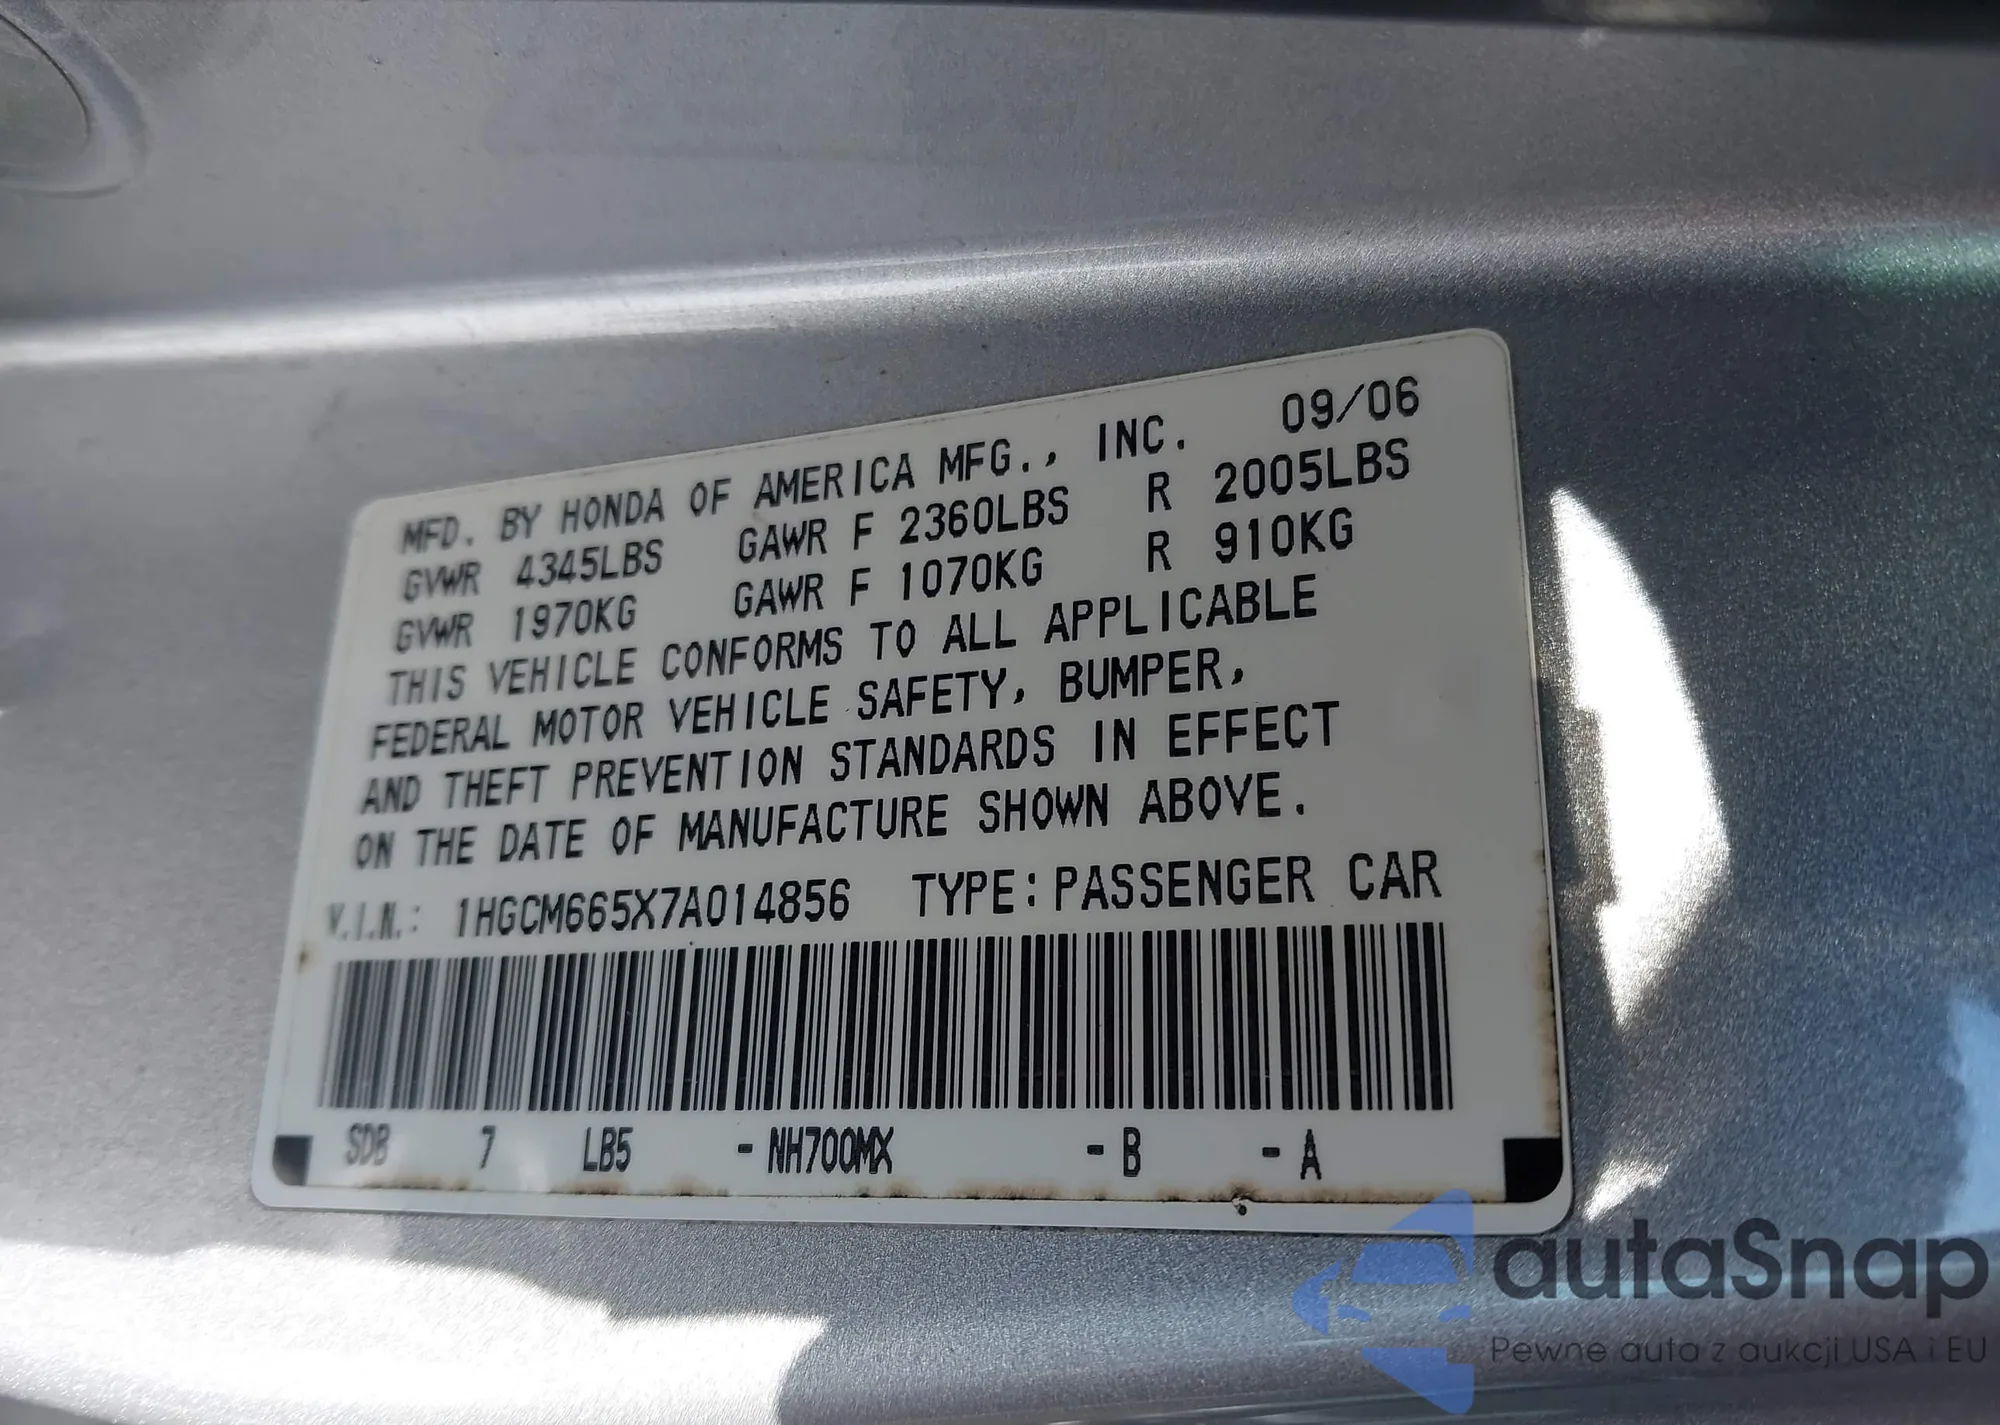 MFD. BY HONDA OF AMERICA MFG., INC. 09/06
GVWR 4345LBS GAWR F 2360LBS R 2005LBS
GVWR 1970KG GAWR F 1070KG R 910KG
THIS VEHICLE CONFORMS TO ALL APPLICABLE
FEDERAL MOTOR VEHICLE SAFETY, BUMPER,
AND THEFT PREVENTION STANDARDS IN EFFECT
ON THE DATE OF MANUFACTURE SHOWN ABOVE.
V.I.N.: 1HGCM665X7A014856 TYPE:PASSENGER CAR
SDB 7 LB5 -NH700MX -B -A
autaSnap
Pewne auta z aukcji USA i EU